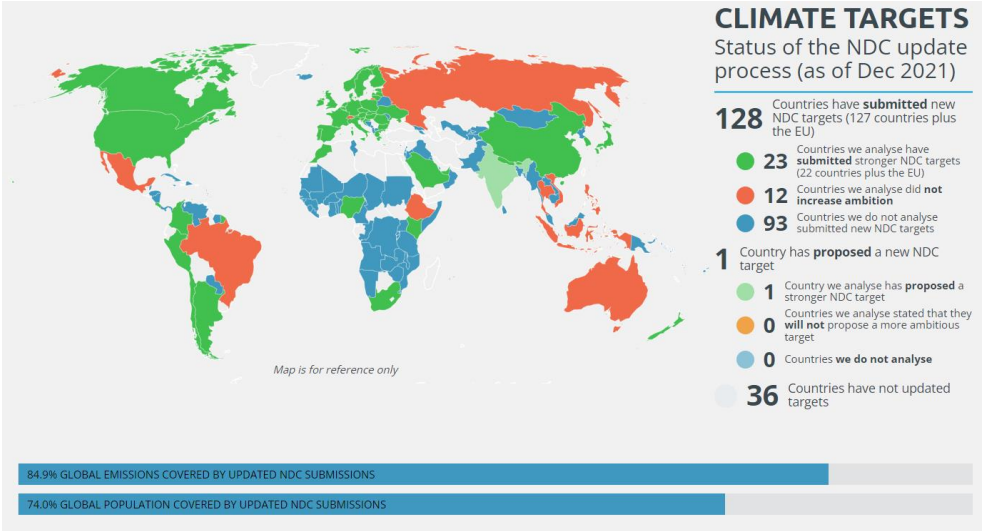 CLIMATE TARGETS
Status of the NDC update
process (as of Dec 2021)
128 Countries have submitted new
NDC targets (127 countries plus
the EU)
23 Countries we analyse have
submitted stronger NDC targets
(22 countries plus the EU)
12 Countries we analyse did not
increase ambition
93 Countries we do not analyse
submitted new NDC targets
1 Country has proposed a new NDC
target
1 Country we analyse has proposed a
stronger NDC target
0 Countries we analyse stated that they
will not propose a more ambitious
target
0 Countries we do not analyse
36 Countries have not updated
targets
Map is for reference only
84.9% GLOBAL EMISSIONS COVERED BY UPDATED NDC SUBMISSIONS
74.0% GLOBAL POPULATION COVERED BY UPDATED NDC SUBMISSIONS